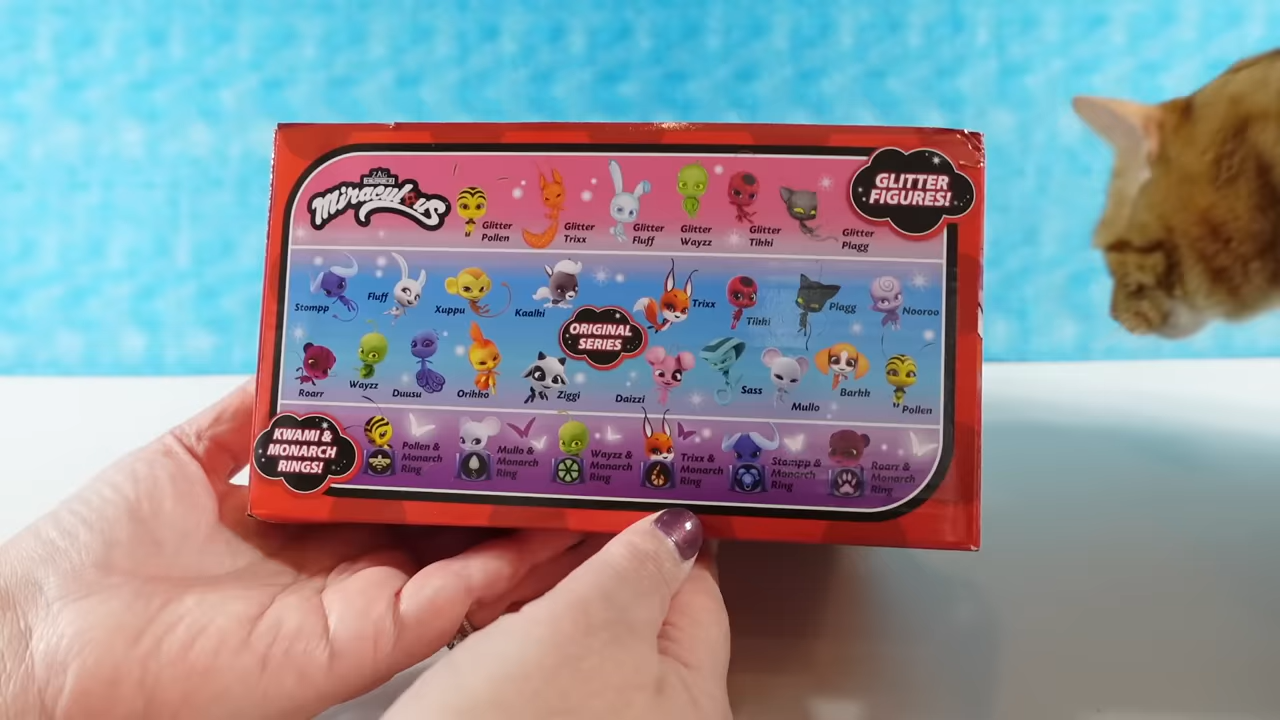 ZAG
HEROEZ
Miraculous
Glitter
Pollen
Glitter
Trixx
Glitter
Fluff
Glitter
Wayzz
Glitter
Tikki
Glitter
Plagg
GLITTER
FIGURES!
Stompp
Fluff
Xuppu
Kaalki
Trixx
Tikki
Plagg
Nooroo
ORIGINAL
SERIES
Roarr
Wayzz
Duusu
Orikko
Ziggi
Daizzi
Sass
Mullo
Barkk
Pollen
KWAMI &
MONARCH
RINGS!
Pollen &
Monarch
Ring
Mullo &
Monarch
Ring
Wayzz &
Monarch
Ring
Trixx &
Monarch
Ring
Stompp &
Monarch
Ring
Roarr &
Monarch
Ring